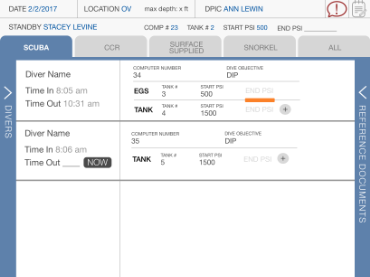 DATE 2/2/2017 LOCATION OV max depth: x ft DPIC ANN LEWIN
STANDBY STACEY LEVINE COMP # 23 TANK # 2 START PSI 500 END PSI ________
SCUBA CCR SURFACE SUPPLIED SNORKEL ALL
Diver Name
Time In 8:05 am
Time Out 10:31 am
COMPUTER NUMBER DIVE OBJECTIVE
34 DIP
EGS TANK # 3 START PSI 500 END PSI
TANK TANK # 4 START PSI 1500 END PSI +
Diver Name
Time In 8:06 am
Time Out ____ NOW
COMPUTER NUMBER DIVE OBJECTIVE
35 DIP
TANK TANK # 5 START PSI 1500 END PSI +
DIVERS
REFERENCE DOCUMENTS